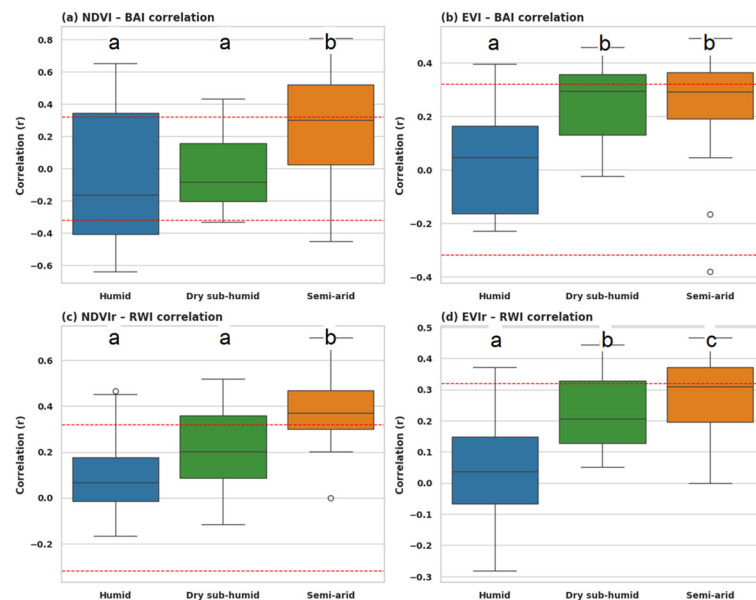 (a) NDVI – BAI correlation
a a b
0.8
0.6
0.4
0.2
0.0
−0.2
−0.4
−0.6
Correlation (r)
Humid Dry sub-humid Semi-arid
(b) EVI – BAI correlation
a b b
0.4
0.2
0.0
−0.2
−0.4
Correlation (r)
Humid Dry sub-humid Semi-arid
(c) NDVIr – RWI correlation
a a b
0.6
0.4
0.2
0.0
−0.2
Correlation (r)
Humid Dry sub-humid Semi-arid
(d) EVIr – RWI correlation
a b c
0.5
0.4
0.3
0.2
0.1
0.0
−0.1
−0.2
−0.3
Correlation (r)
Humid Dry sub-humid Semi-arid